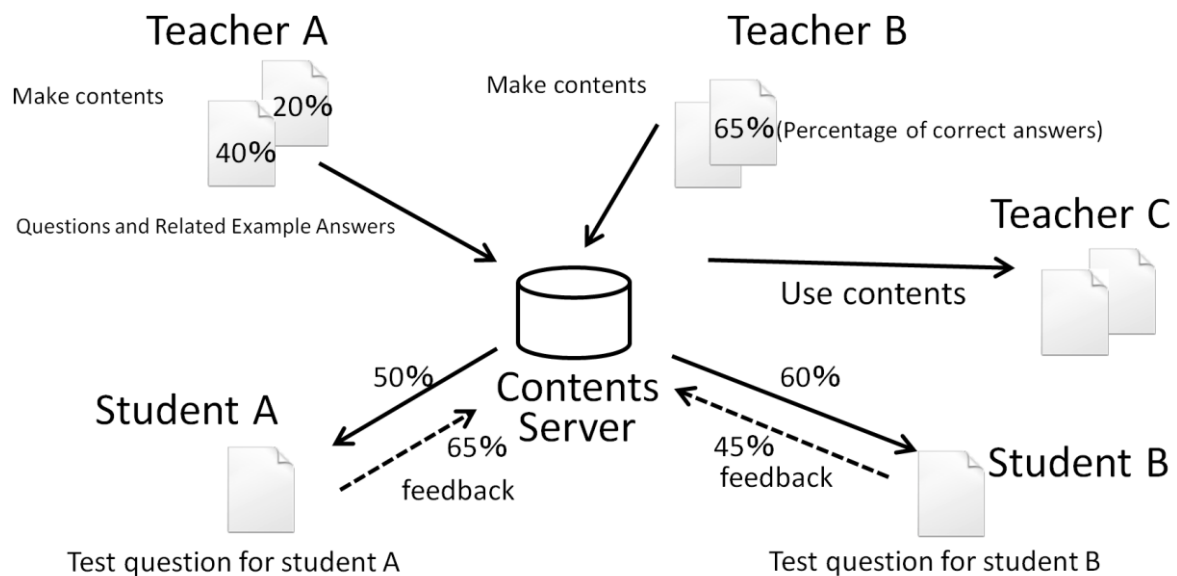 Teacher A
Teacher B
Make contents
20%
40%
Make contents
65%(Percentage of correct answers)
Questions and Related Example Answers
Teacher C
Use contents
50%
60%
Contents
Server
Student A
65%
feedback
45%
feedback
Student B
Test question for student A
Test question for student B